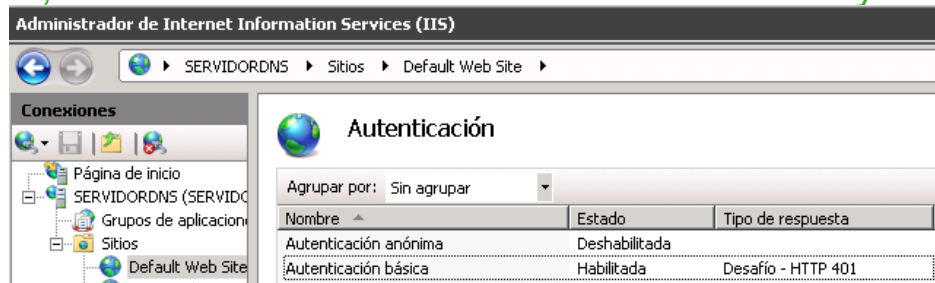 Administrador de Internet Information Services (IIS)
SERVIDORDNS Sitios Default Web Site
Conexiones
Autenticación
Página de inicio
SERVIDORDNS (SERVIDO
Grupos de aplicacion
Sitios
Default Web Site
Agrupar por: Sin agrupar
Nombre Estado Tipo de respuesta
Autenticación anónima Deshabilitada
Autenticación básica Habilitada Desafío - HTTP 401